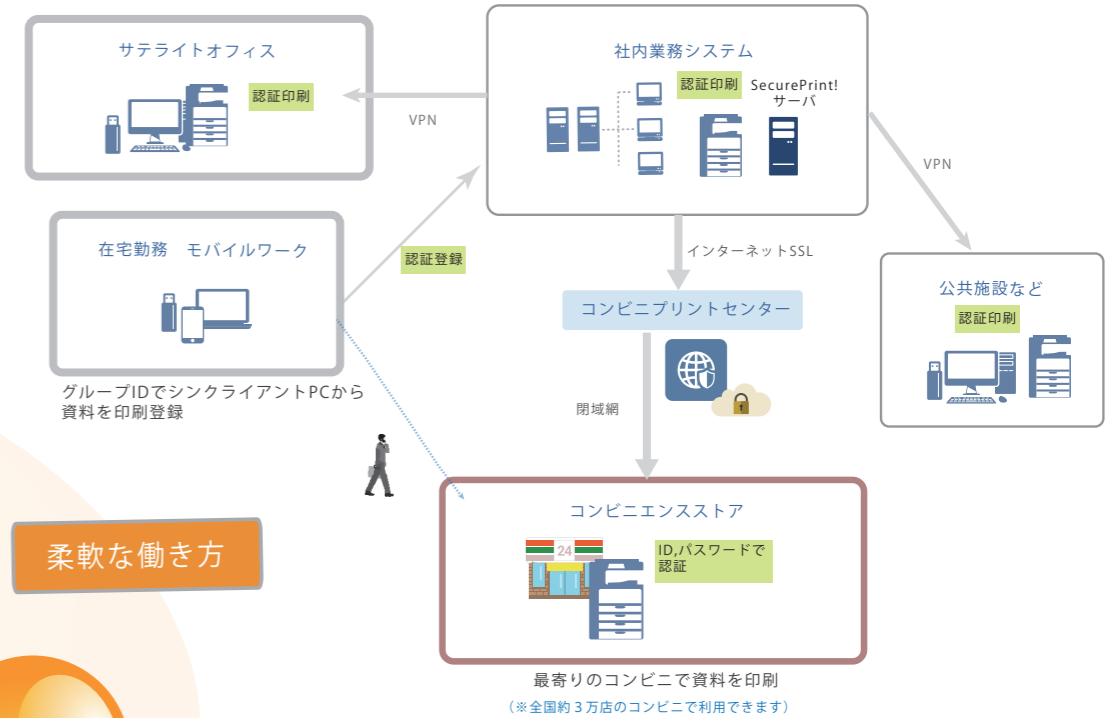 サテライトオフィス
認証印刷
VPN
社内業務システム
認証印刷
SecurePrint!
サーバ
VPN
在宅勤務　モバイルワーク
認証登録
グループIDでシンクライアントPCから
資料を印刷登録
インターネットSSL
コンビニプリントセンター
閉域網
公共施設など
認証印刷
柔軟な働き方
コンビニエンスストア
24
ID,パスワードで
認証
最寄りのコンビニで資料を印刷
（※全国約３万店のコンビニで利用できます）